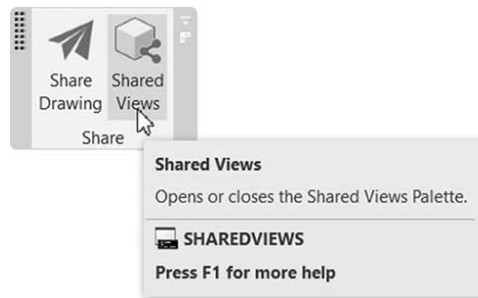 Share Drawing
Shared Views
Share
Shared Views
Opens or closes the Shared Views Palette.
SHAREDVIEWS
Press F1 for more help